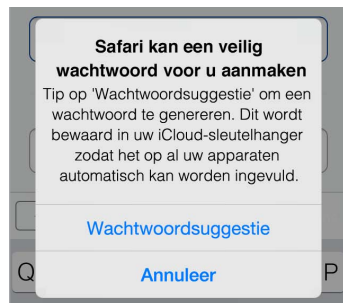 Safari kan een veilig
wachtwoord voor u aanmaken
Tip op 'Wachtwoordsuggestie' om een
wachtwoord te genereren. Dit wordt
bewaard in uw iCloud-sleutelhanger
zodat het op al uw apparaten
automatisch kan worden ingevuld.
Wachtwoordsuggestie
Annuleer
Q P